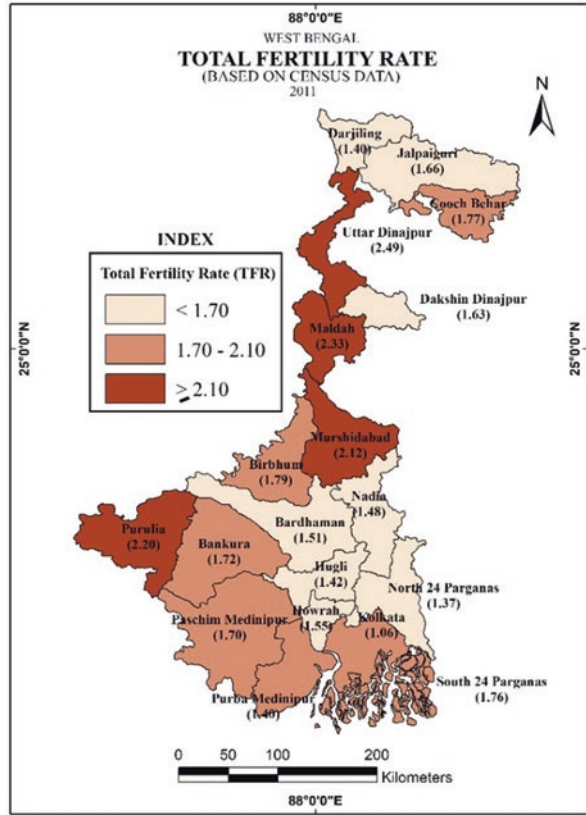 88°0'0"E
WEST BENGAL
TOTAL FERTILITY RATE
(BASED ON CENSUS DATA)
2011
N
Darjiling
(1.40)
Jalpaiguri
(1.66)
Cooch Behar
(1.77)
Uttar Dinajpur
(2.49)
INDEX
Total Fertility Rate (TFR)
< 1.70
1.70 - 2.10
> 2.10
Dakshin Dinajpur
(1.63)
Maldah
(2.33)
25°0'0"N
25°0'0"N
Murshidabad
(2.12)
Birbhum
(1.79)
Nadia
(1.48)
Bardhaman
(1.51)
Purulia
(2.20)
Bankura
(1.72)
Hugli
(1.42)
North 24 Parganas
(1.37)
Howrah
(1.55)
Kolkata
(1.06)
Paschim Medinipur
(1.70)
South 24 Parganas
(1.76)
Purba Medinipur
(1.40)
0 50 100 200
Kilometers
88°0'0"E